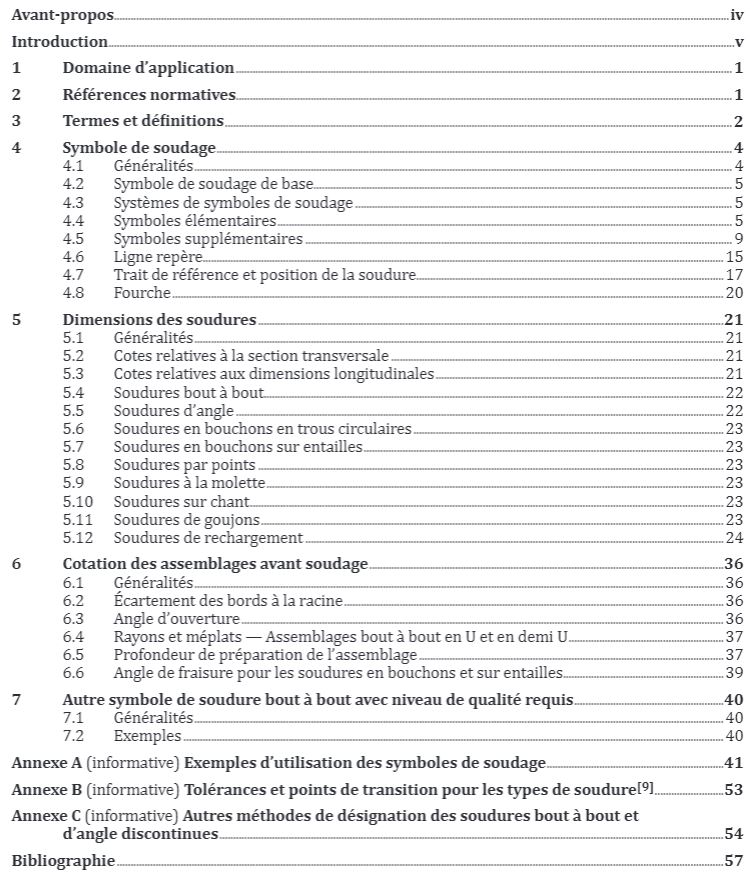 Avant-propos iv
Introduction v
1 Domaine d'application 1
2 Références normatives 1
3 Termes et définitions 2
4 Symbole de soudage 4
4.1 Généralités 4
4.2 Symbole de soudage de base 5
4.3 Systèmes de symboles de soudage 5
4.4 Symboles élémentaires 5
4.5 Symboles supplémentaires 9
4.6 Ligne repère 15
4.7 Trait de référence et position de la soudure 17
4.8 Fourche 20
5 Dimensions des soudures 21
5.1 Généralités 21
5.2 Cotes relatives à la section transversale 21
5.3 Cotes relatives aux dimensions longitudinales 21
5.4 Soudures bout à bout 22
5.5 Soudures d'angle 22
5.6 Soudures en bouchons en trous circulaires 23
5.7 Soudures en bouchons sur entailles 23
5.8 Soudures par points 23
5.9 Soudures à la molette 23
5.10 Soudures sur chant 23
5.11 Soudures de goujons 23
5.12 Soudures de rechargement 24
6 Cotation des assemblages avant soudage 36
6.1 Généralités 36
6.2 Écartement des bords à la racine 36
6.3 Angle d'ouverture 36
6.4 Rayons et méplats — Assemblages bout à bout en U et en demi U 37
6.5 Profondeur de préparation de l'assemblage 37
6.6 Angle de fraisure pour les soudures en bouchons et sur entailles 39
7 Autre symbole de soudure bout à bout avec niveau de qualité requis 40
7.1 Généralités 40
7.2 Exemples 40
Annexe A (informative) Exemples d'utilisation des symboles de soudage 41
Annexe B (informative) Tolérances et points de transition pour les types de soudure[9] 53
Annexe C (informative) Autres méthodes de désignation des soudures bout à bout et
d'angle discontinues 54
Bibliographie 57